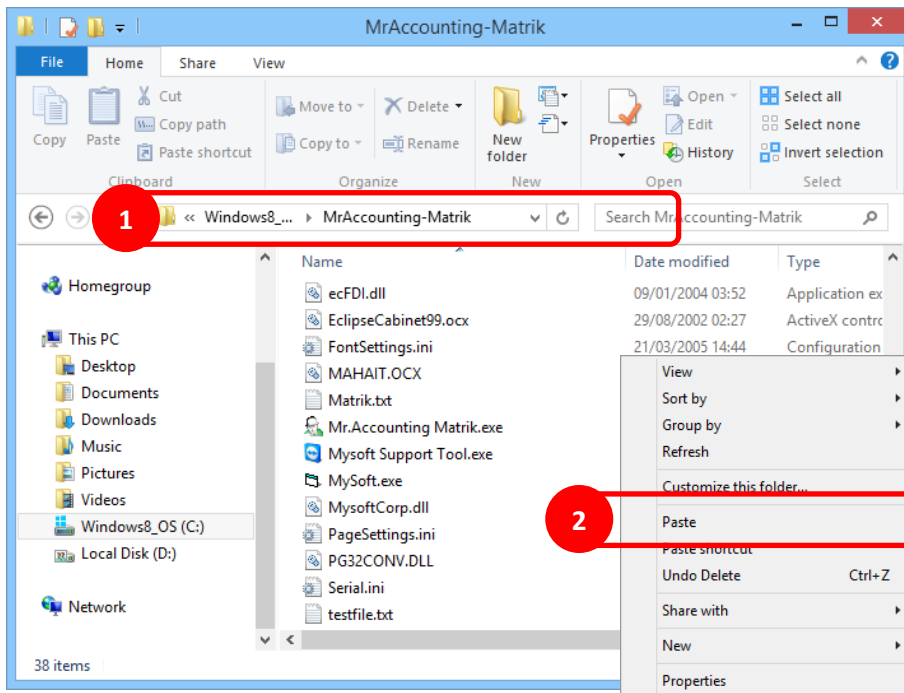 MrAccounting-Matrik
File Home Share View
Copy
Paste
Cut
Copy path
Paste shortcut
Clipboard
Move to
Copy to
Delete
Rename
Organize
New folder
New
Properties
Open
Edit
History
Open
Select all
Select none
Invert selection
Select
1
« Windows8_... MrAccounting-Matrik
Search MrAccounting-Matrik
Homegroup
This PC
Desktop
Documents
Downloads
Music
Pictures
Videos
Windows8_OS (C:)
Local Disk (D:)
Network
Name Date modified Type
ecFDI.dll 09/01/2004 03:52 Application ex
EclipseCabinet99.ocx 29/08/2002 02:27 ActiveX contrc
FontSettings.ini 21/03/2005 14:44 Configuration
MAHAIT.OCX
Matrik.txt
Mr.Accounting Matrik.exe
Mysoft Support Tool.exe
MySoft.exe
MysoftCorp.dll
PageSettings.ini
PG32CONV.DLL
Serial.ini
testfile.txt
View
Sort by
Group by
Refresh
Customize this folder...
2
Paste
Paste shortcut
Undo Delete Ctrl+Z
Share with
New
Properties
38 items